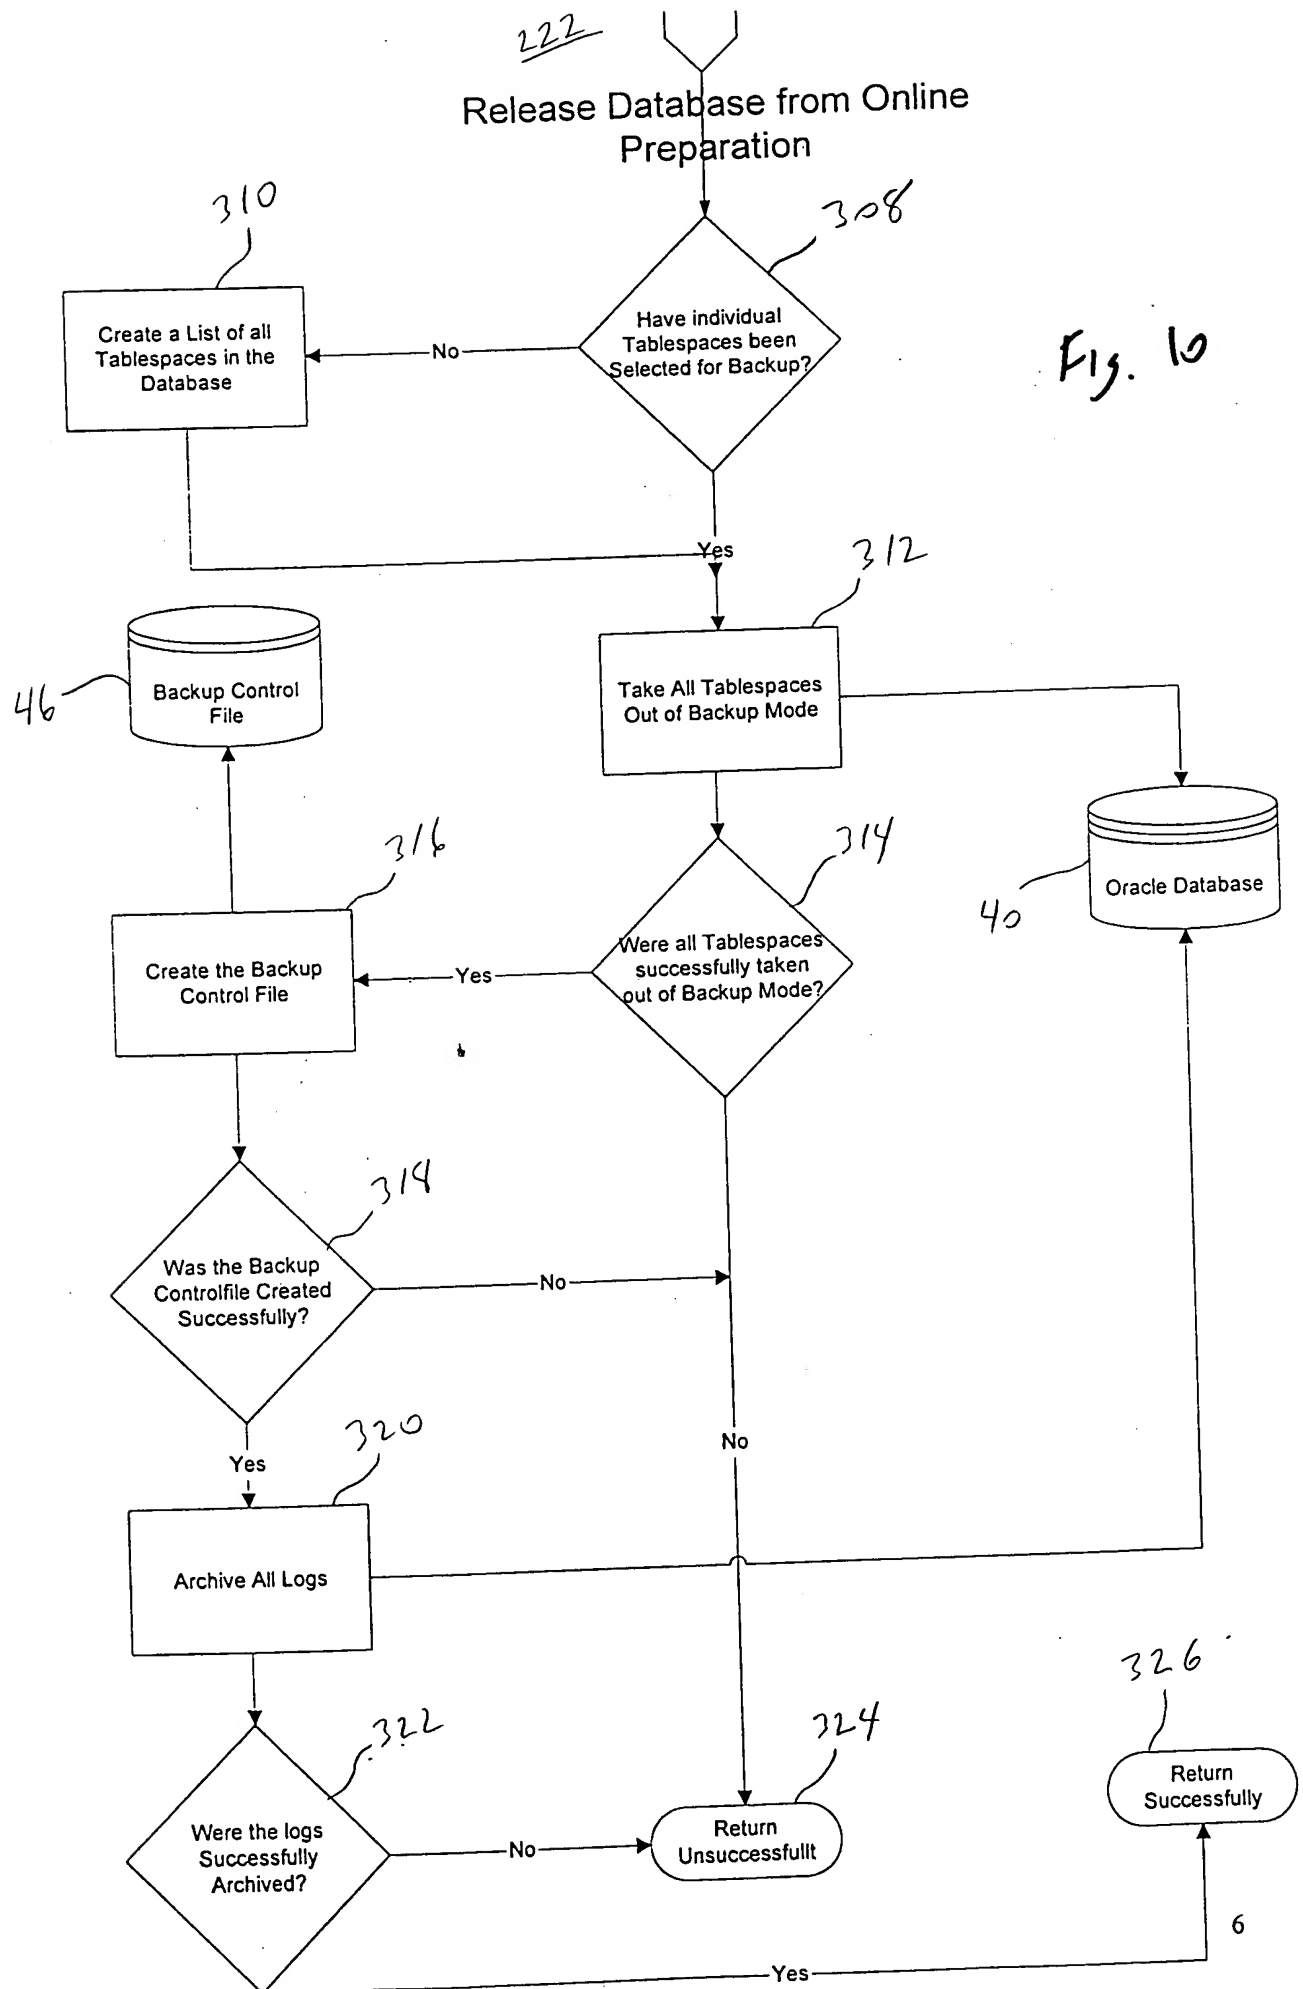 222
Release Database from Online
Preparation
310
308
Create a List of all
Tablespaces in the
Database
No
Have individual
Tablespaces been
Selected for Backup?
Fig. 10
Yes
312
46
Backup Control
File
Take All Tablespaces
Out of Backup Mode
316
314
40
Oracle Database
Create the Backup
Control File
Yes
Were all Tablespaces
successfully taken
out of Backup Mode?
318
Was the Backup
Controlfile Created
Successfully?
No
320
Yes
No
Archive All Logs
326
322
324
Return
Successfully
Were the logs
Successfully
Archived?
No
Return
Unsuccessfullt
6
Yes